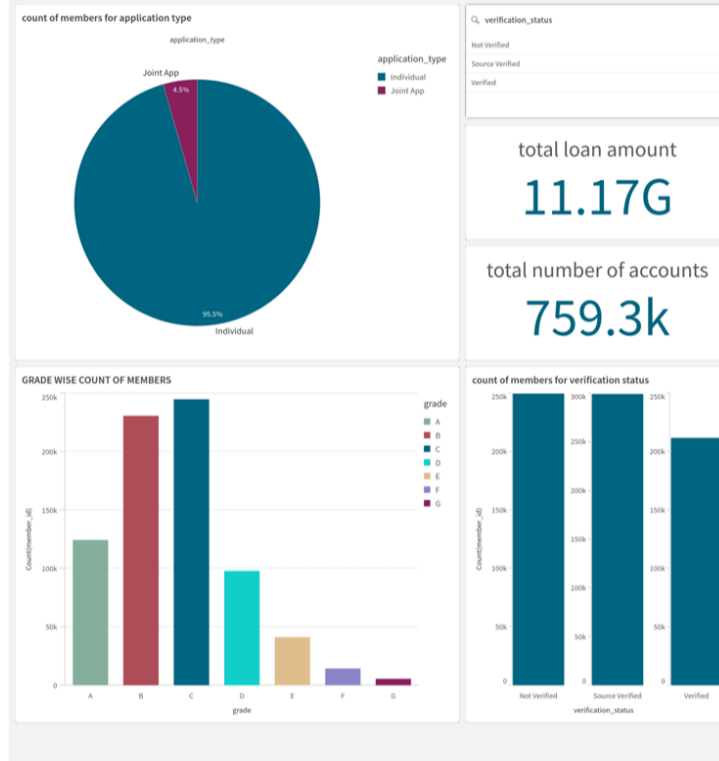 count of members for application type
application_type
Joint App
4.5%
95.5%
Individual
application_type
Individual
Joint App
verification_status
Not Verified
Source Verified
Verified
total loan amount
11.17G
total number of accounts
759.3k
GRADE WISE COUNT OF MEMBERS
250k
200k
150k
100k
50k
0
Count(member_id)
A
B
C
D
E
F
G
grade
grade
A
B
C
D
E
F
G
count of members for verification status
250k
200k
150k
100k
50k
0
Count(member_id)
300k
250k
200k
150k
100k
50k
0
250k
200k
150k
100k
50k
0
Not Verified
Source Verified
Verified
verification_status